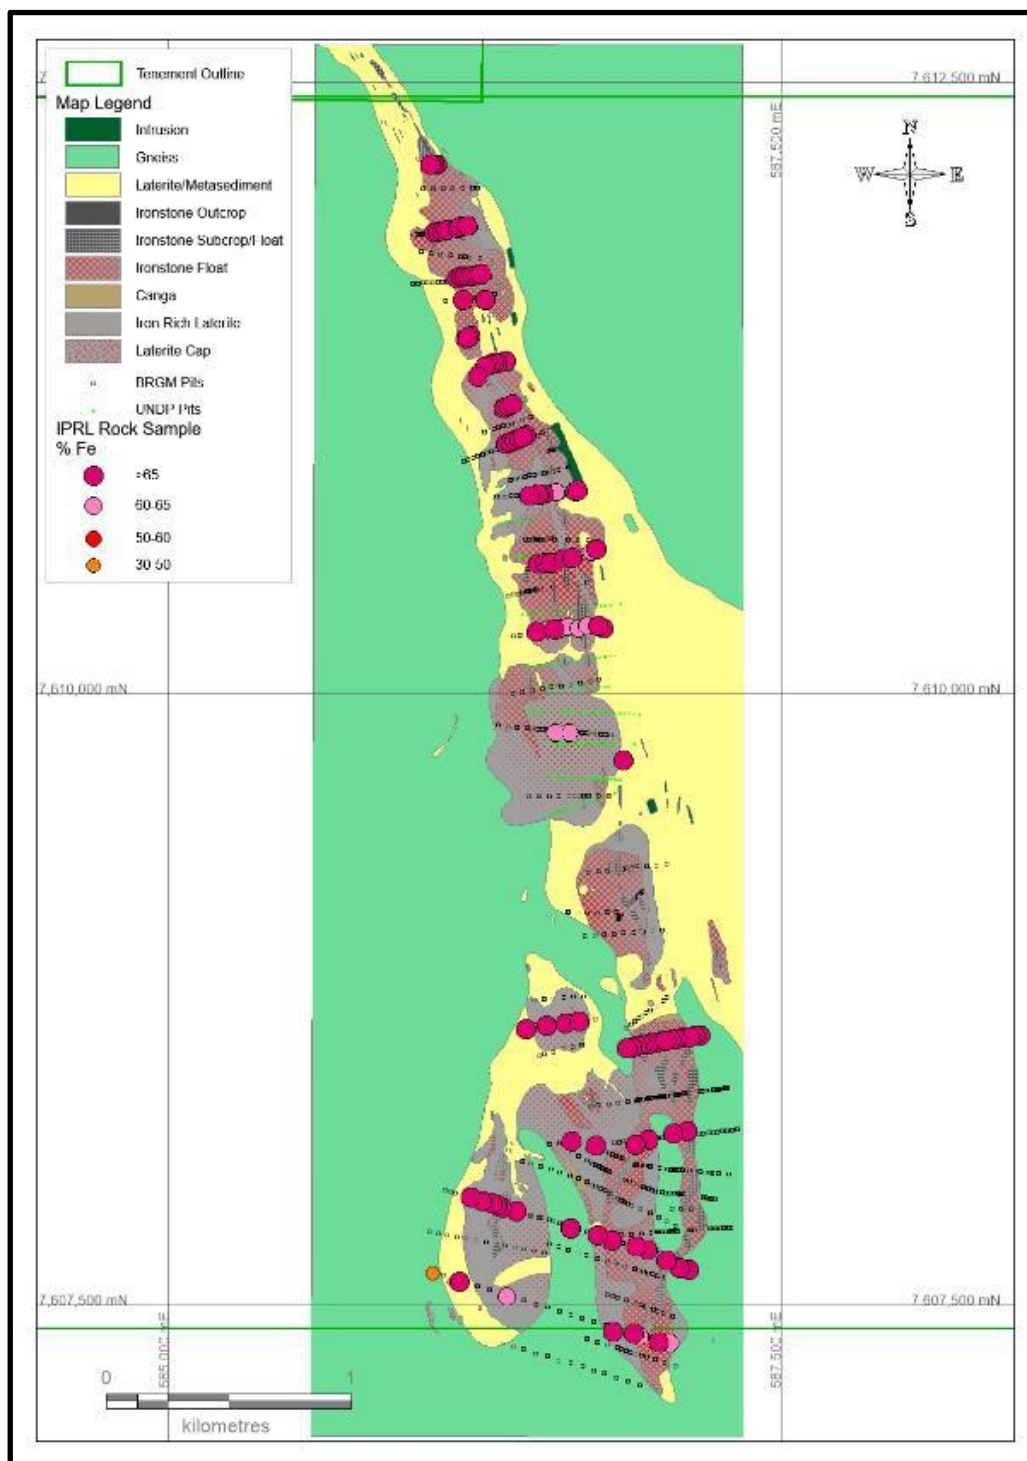 Tenement Outline
7,612,500 mN
Map Legend
Intrusion
Gneiss
Laterite/Metasediment
Ironstone Outcrop
Ironstone Subcrop/Float
Ironstone Float
Canga
Iron Rich Laterite
Laterite Cap
BRGM Pits
UNDP Pits
IPRL Rock Sample
% Fe
>65
60-65
50-60
30-50
587,500 mE
N
W E
S
7,610,000 mN 7,610,000 mN
7,607,500 mN 7,607,500 mN
585,000 mE 587,500 mE
0 1
kilometres